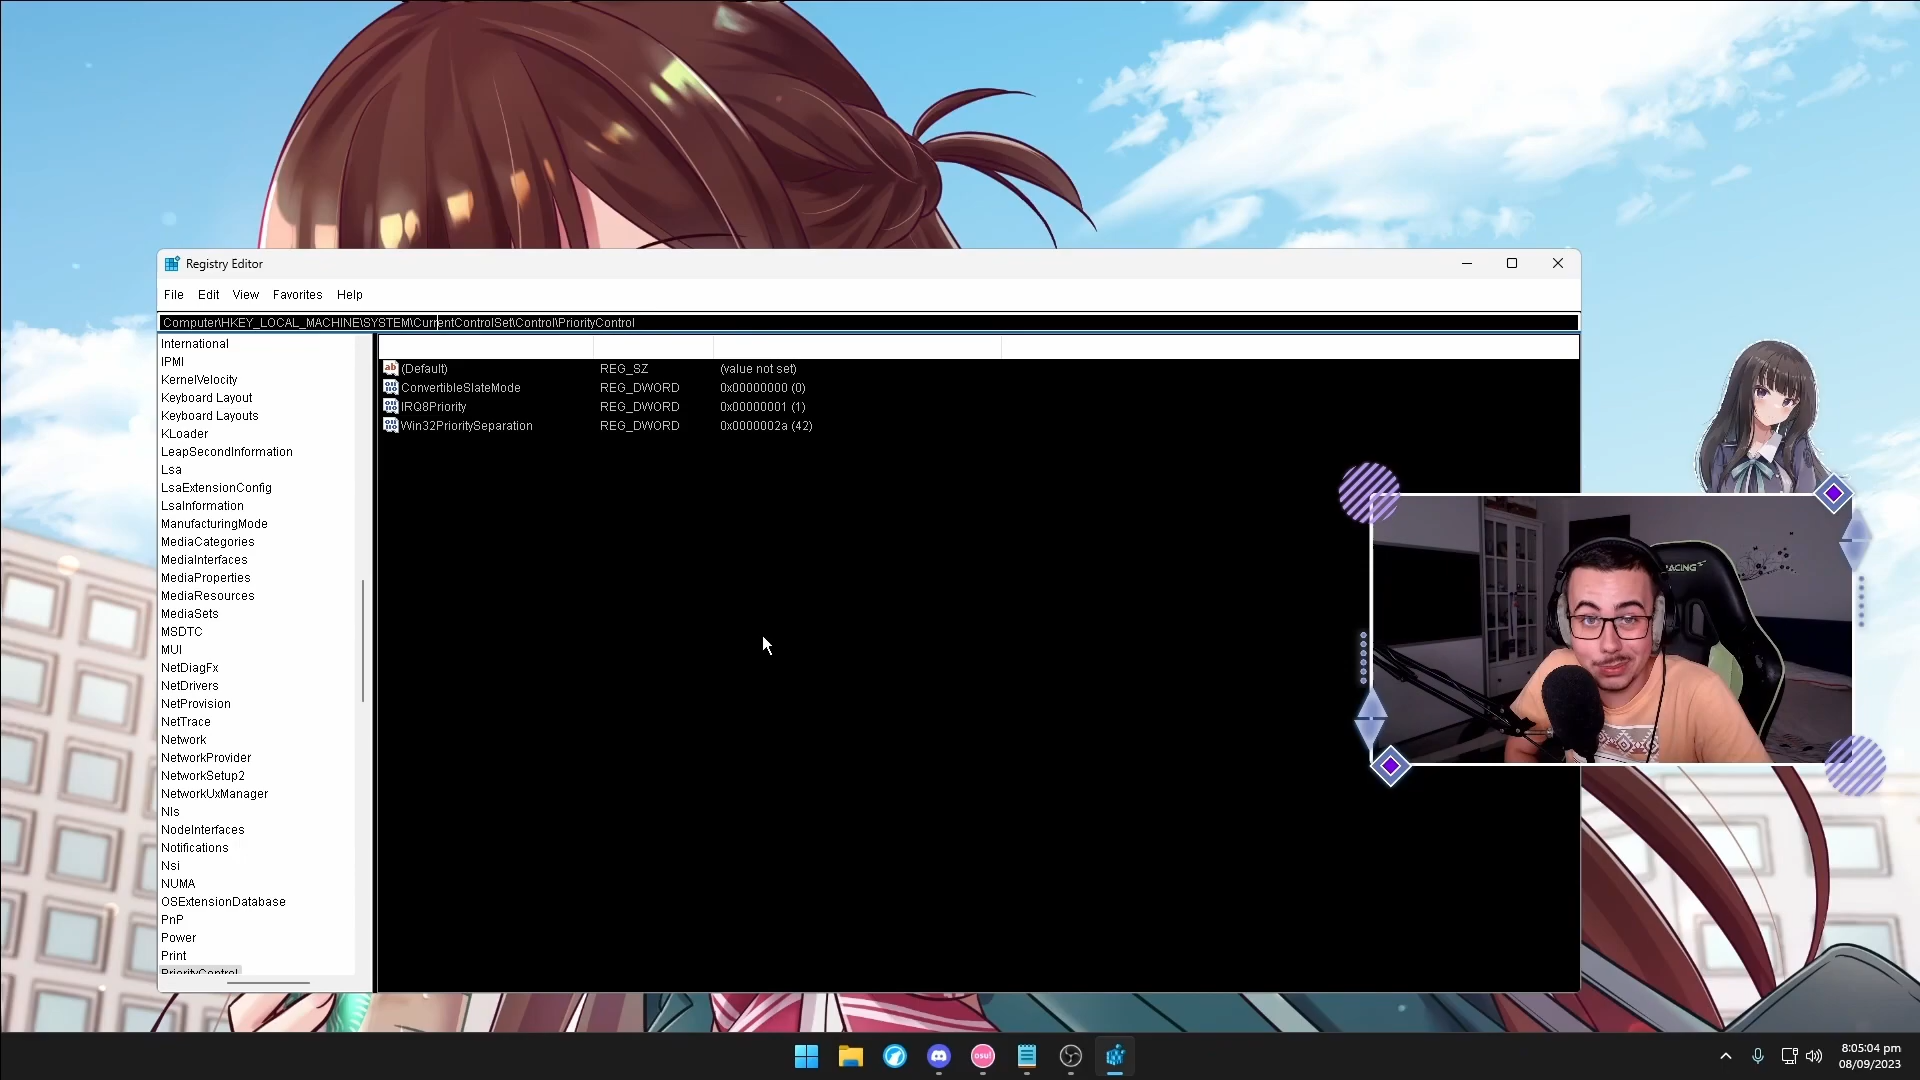 Registry Editor
File Edit View Favorites Help
Computer\HKEY_LOCAL_MACHINE\SYSTEM\CurrentControlSet\Control\PriorityControl
International
IPMI
KernelVelocity
Keyboard Layout
Keyboard Layouts
KLoader
LeapSecondInformation
Lsa
LsaExtensionConfig
LsaInformation
ManufacturingMode
MediaCategories
MediaInterfaces
MediaProperties
MediaResources
MediaSets
MSDTC
MUI
NetDiagFx
NetDrivers
NetProvision
NetTrace
Network
NetworkProvider
NetworkSetup2
NetworkUxManager
Nls
NodeInterfaces
Notifications
Nsi
NUMA
OSExtensionDatabase
PnP
Power
Print
PriorityControl
(Default) REG_SZ (value not set)
ConvertibleSlateMode REG_DWORD 0x00000000 (0)
IRQ8Priority REG_DWORD 0x00000001 (1)
Win32PrioritySeparation REG_DWORD 0x0000002a (42)
ACING
osu!
8:05:04 pm
08/09/2023